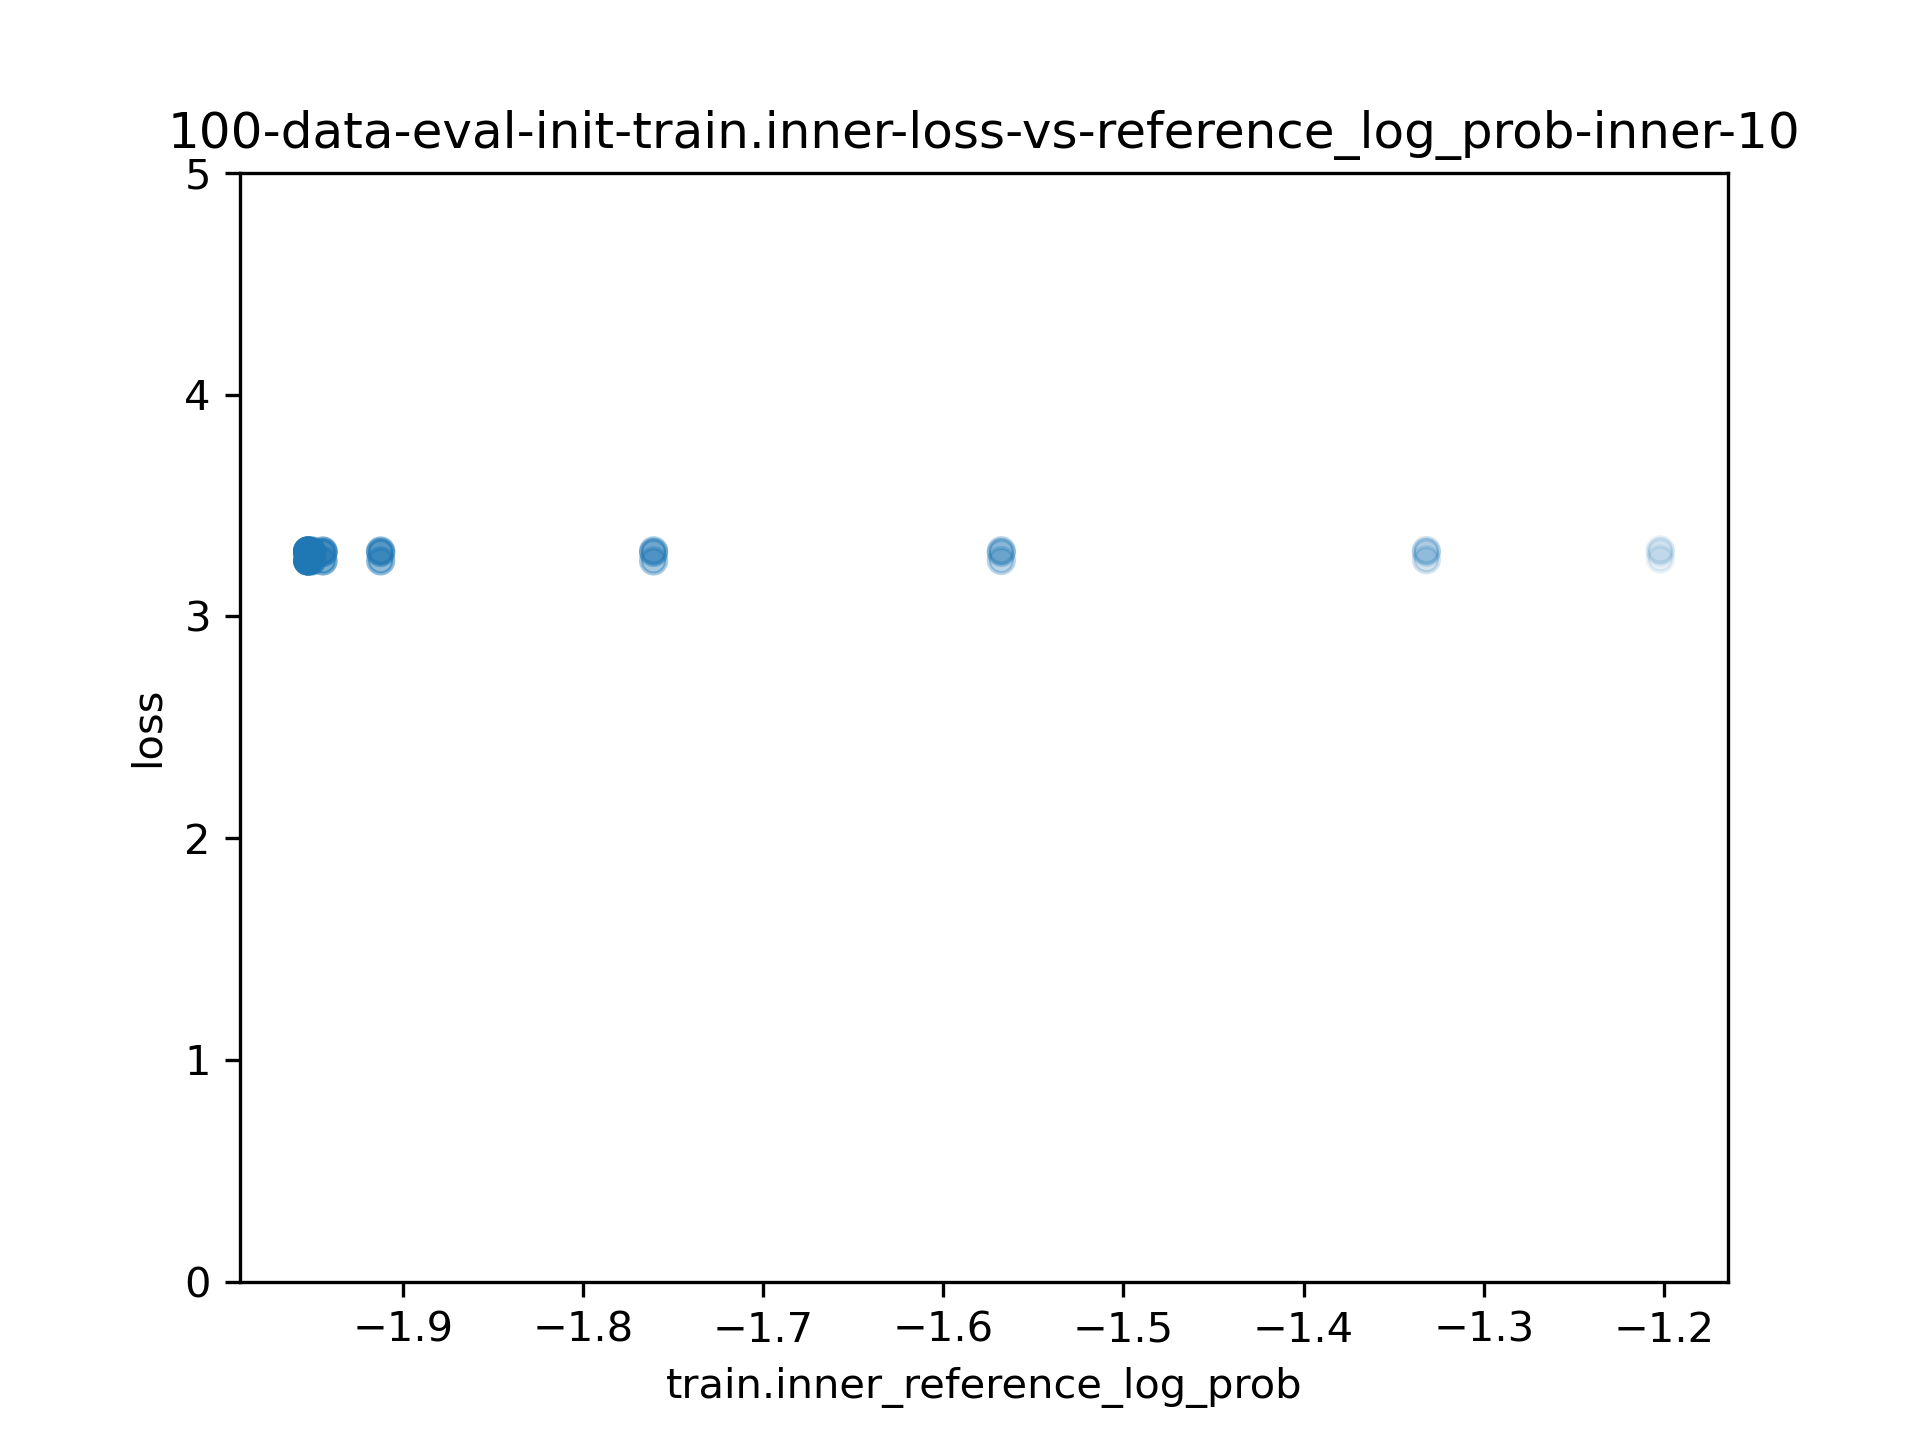 100-data-eval-init-train.inner-loss-vs-reference_log_prob-inner-10
5
4
3
2
1
0
loss
−1.9 −1.8 −1.7 −1.6 −1.5 −1.4 −1.3 −1.2
train.inner_reference_log_prob